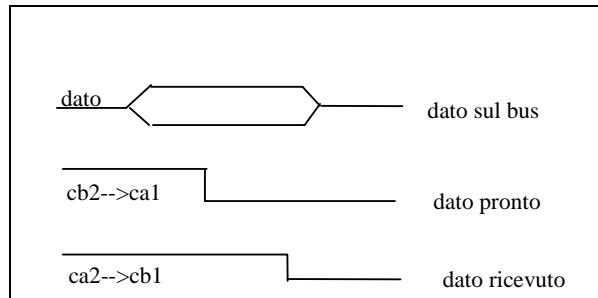 dato
dato sul bus
cb2-->ca1
dato pronto
ca2-->cb1
dato ricevuto